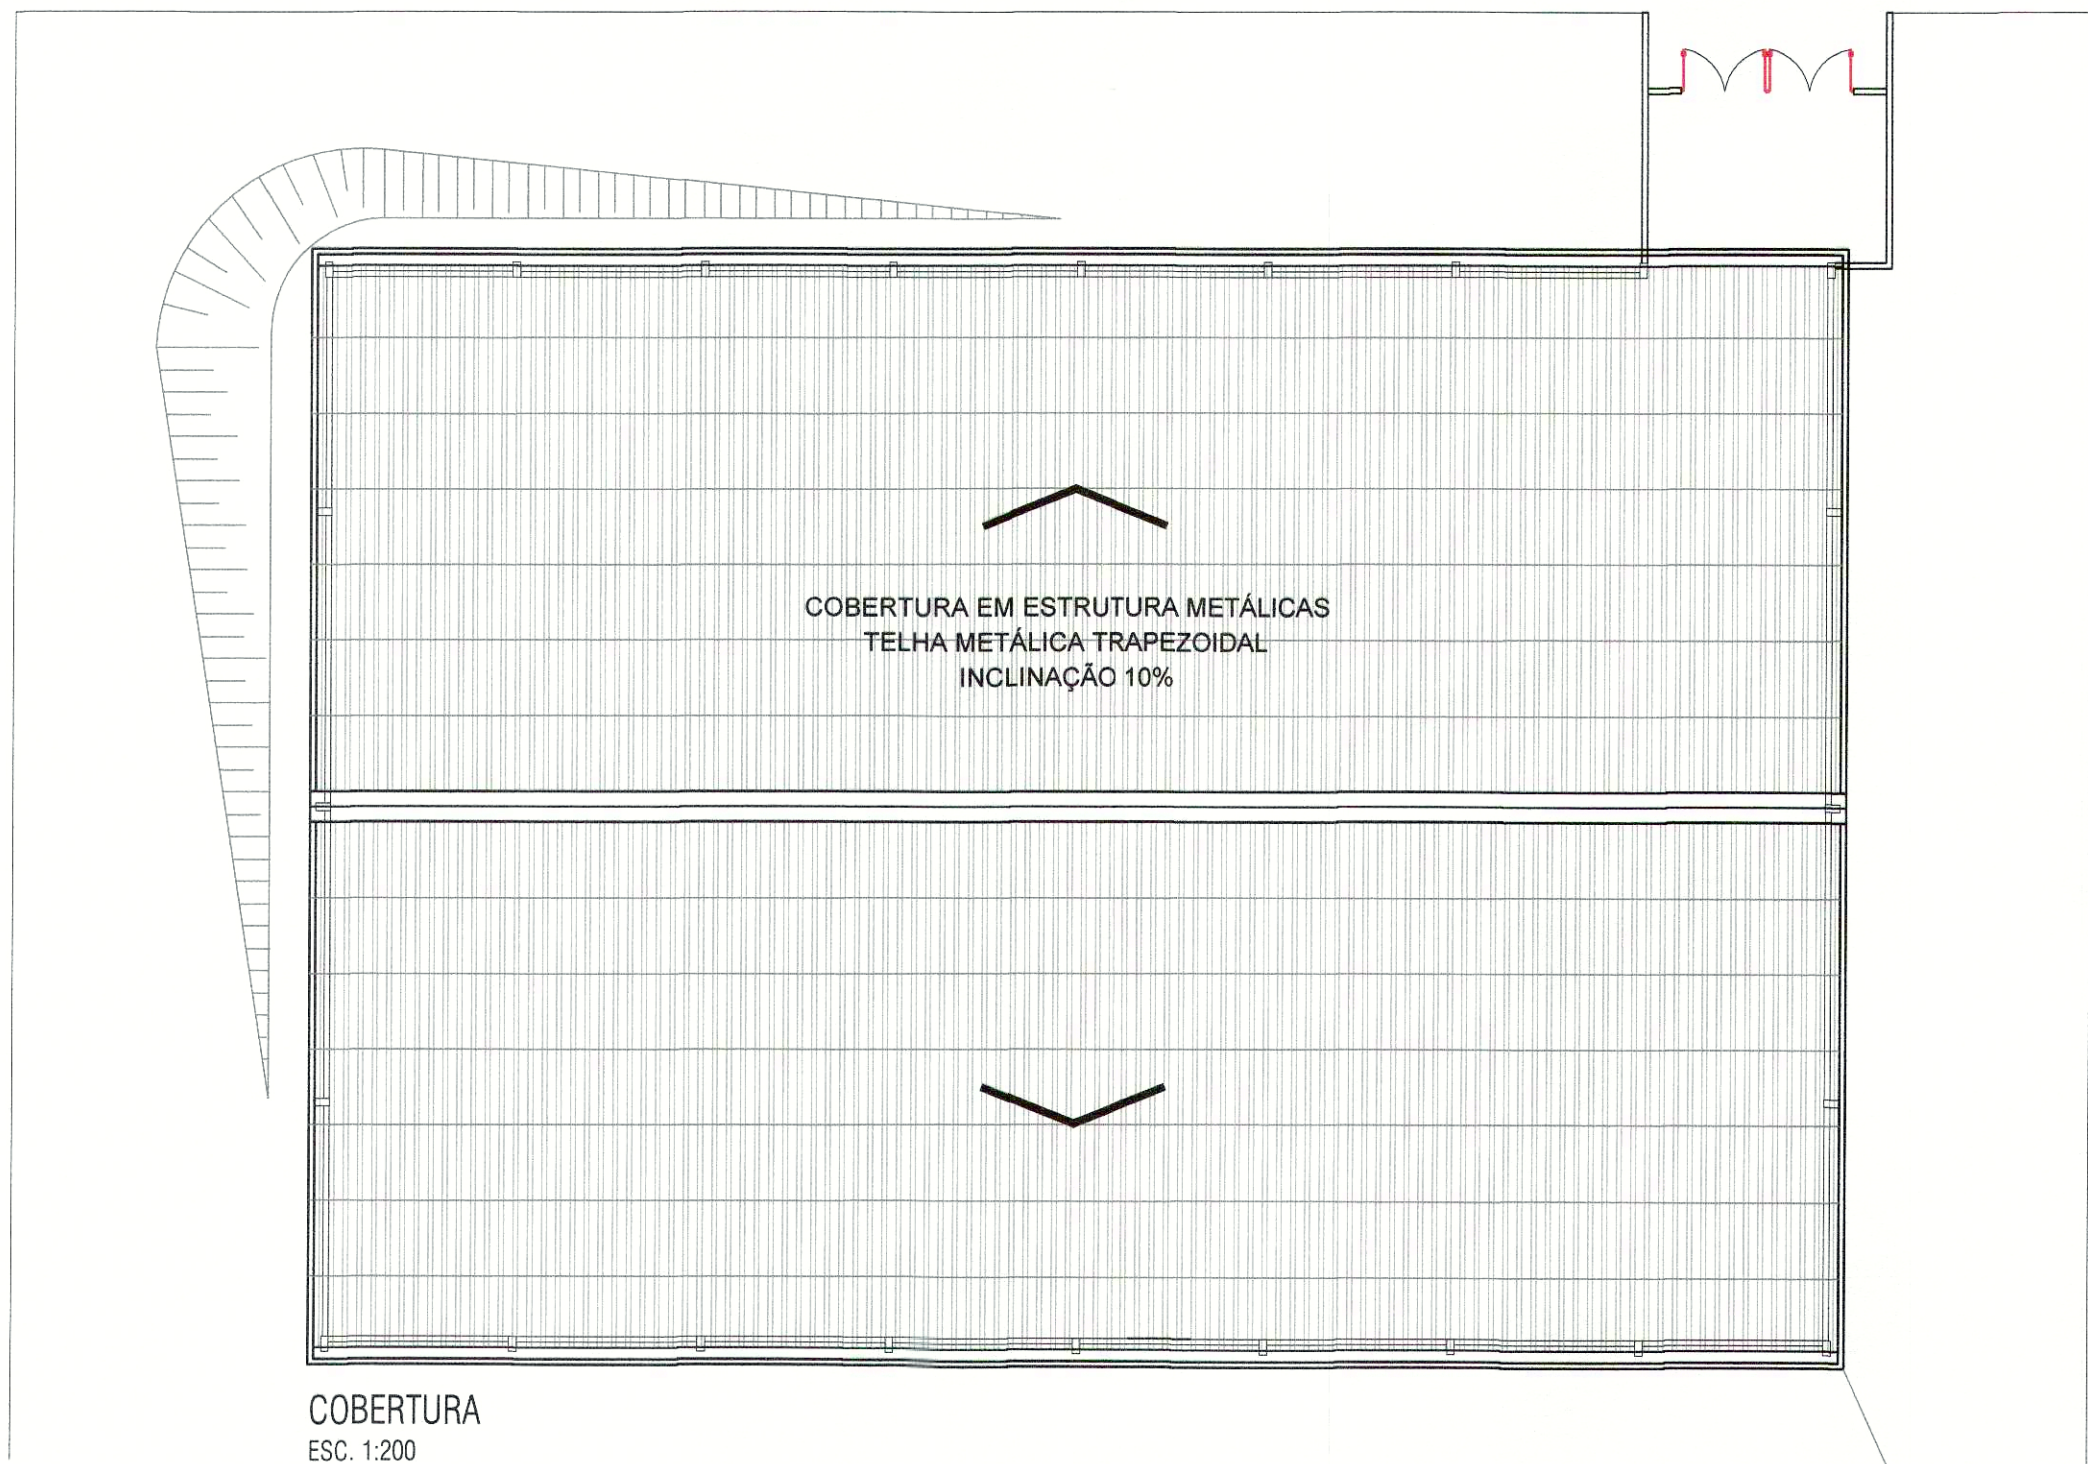 COBERTURA EM ESTRUTURA METÁLICAS
TELHA METÁLICA TRAPEZOIDAL
INCLINAÇÃO 10%
COBERTURA
ESC. 1:200